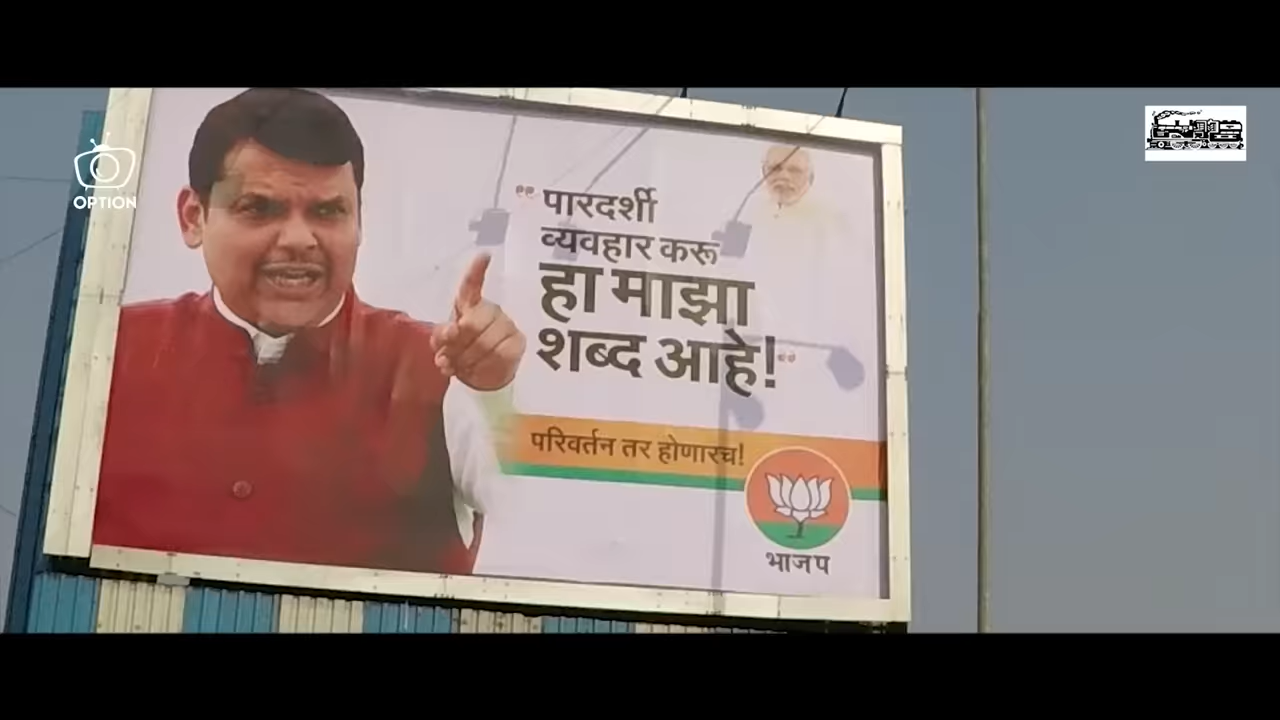 OPTION
“पारदर्शी
व्यवहार करू
हा माझा
शब्द आहे!”
परिवर्तन तर होणारच!
भाजप